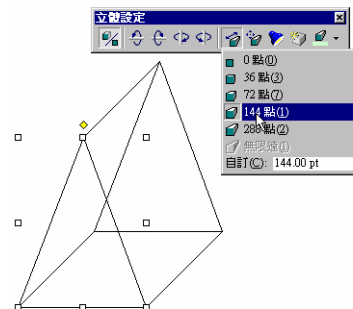 立體設定
0 點(0)
36 點(3)
72 點(7)
144 點(1)
288 點(2)
無限遠(I)
自訂(C): 144.00 pt